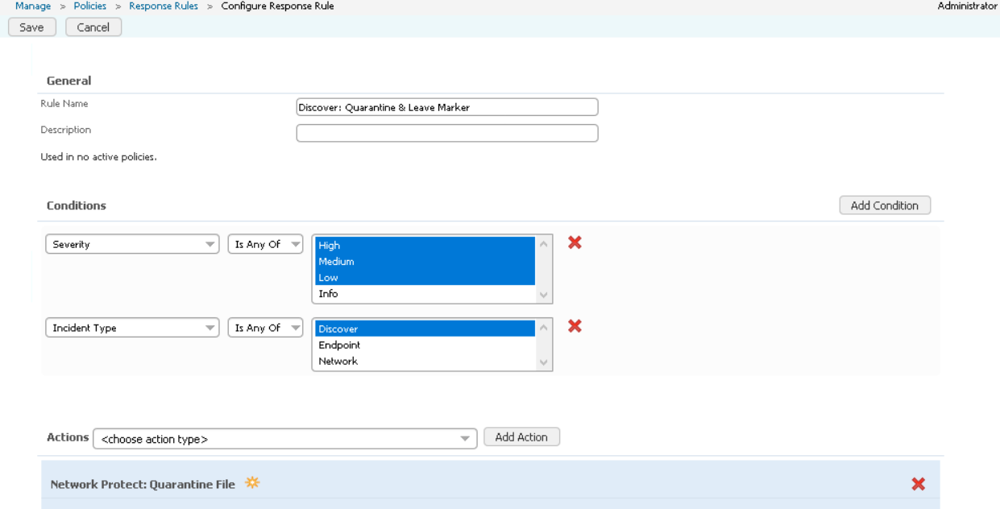 Manage > Policies > Response Rules > Configure Response Rule Administrator
Save Cancel
General
Rule Name Discover: Quarantine & Leave Marker
Description
Used in no active policies.
Conditions Add Condition
Severity Is Any Of High
Medium
Low
Info
Incident Type Is Any Of Discover
Endpoint
Network
Actions <choose action type> Add Action
Network Protect: Quarantine File